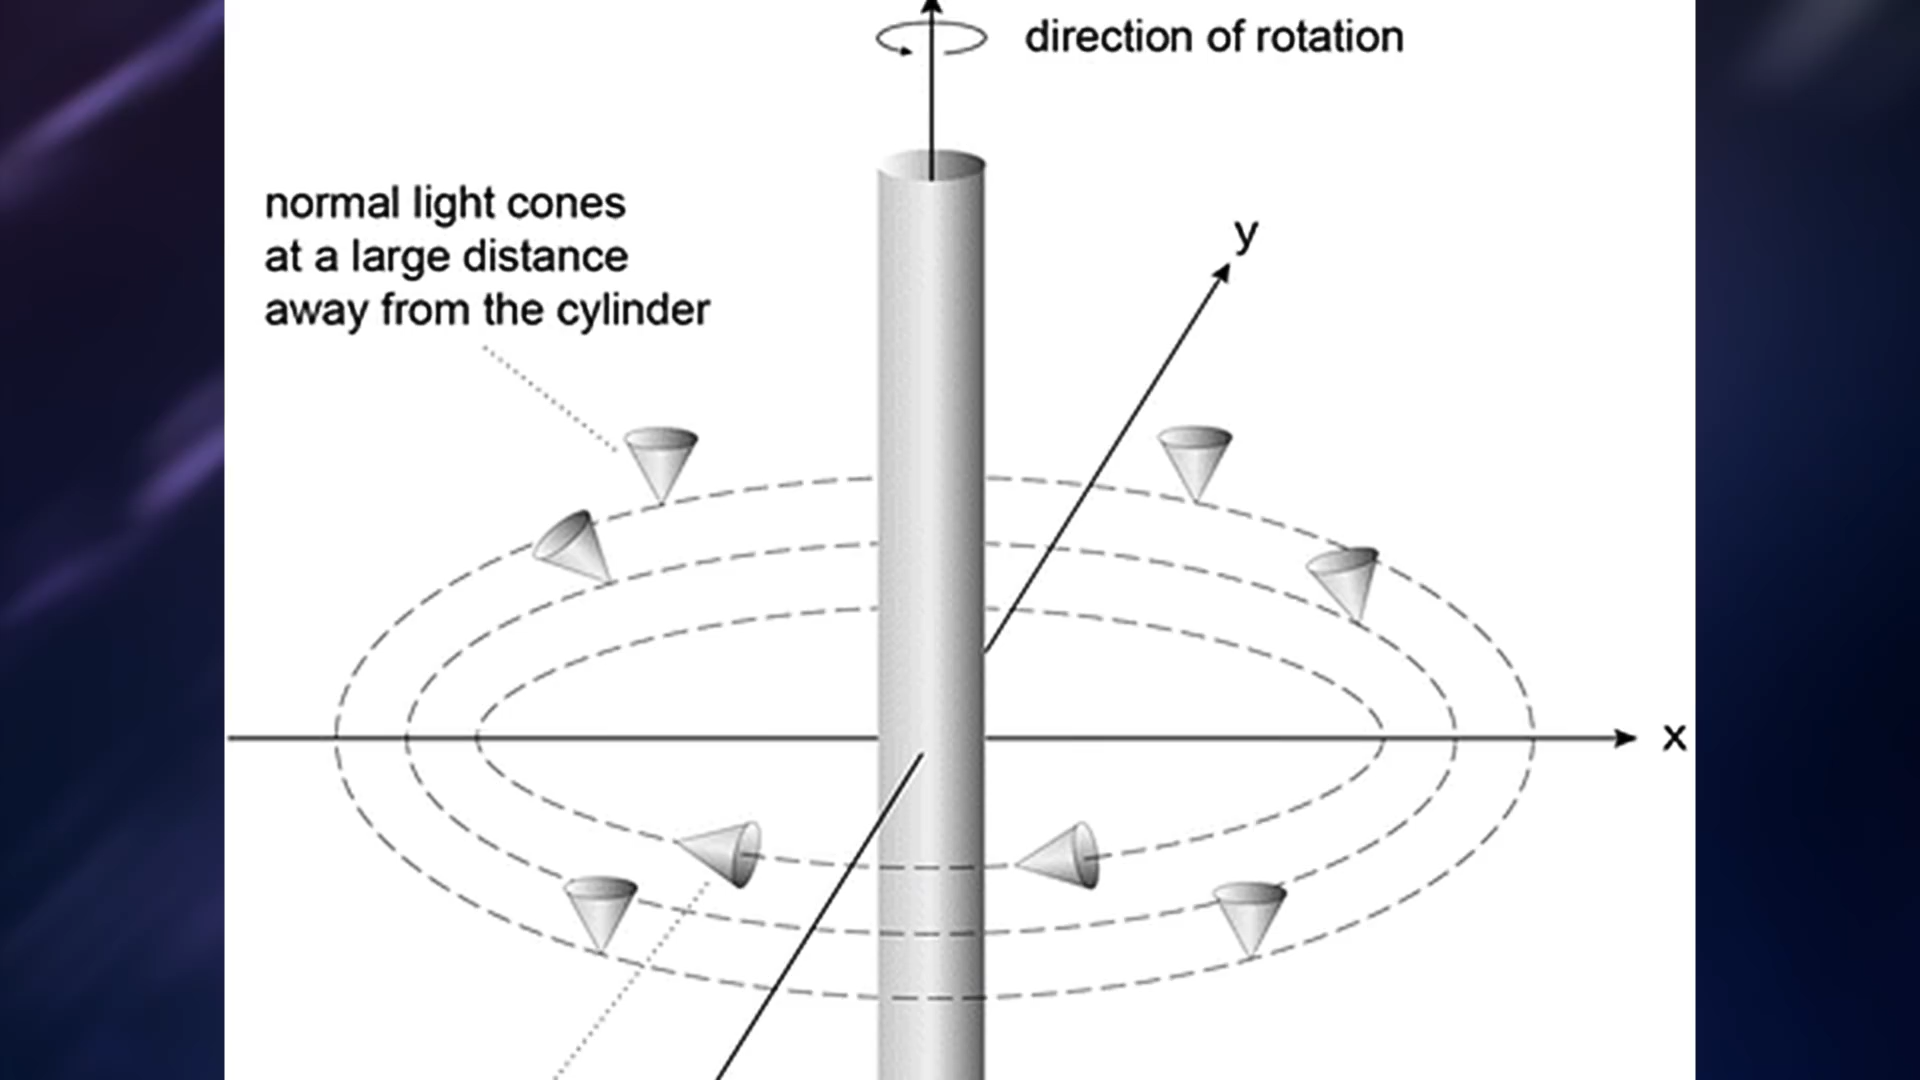 direction of rotation
normal light cones
at a large distance
away from the cylinder
y
x